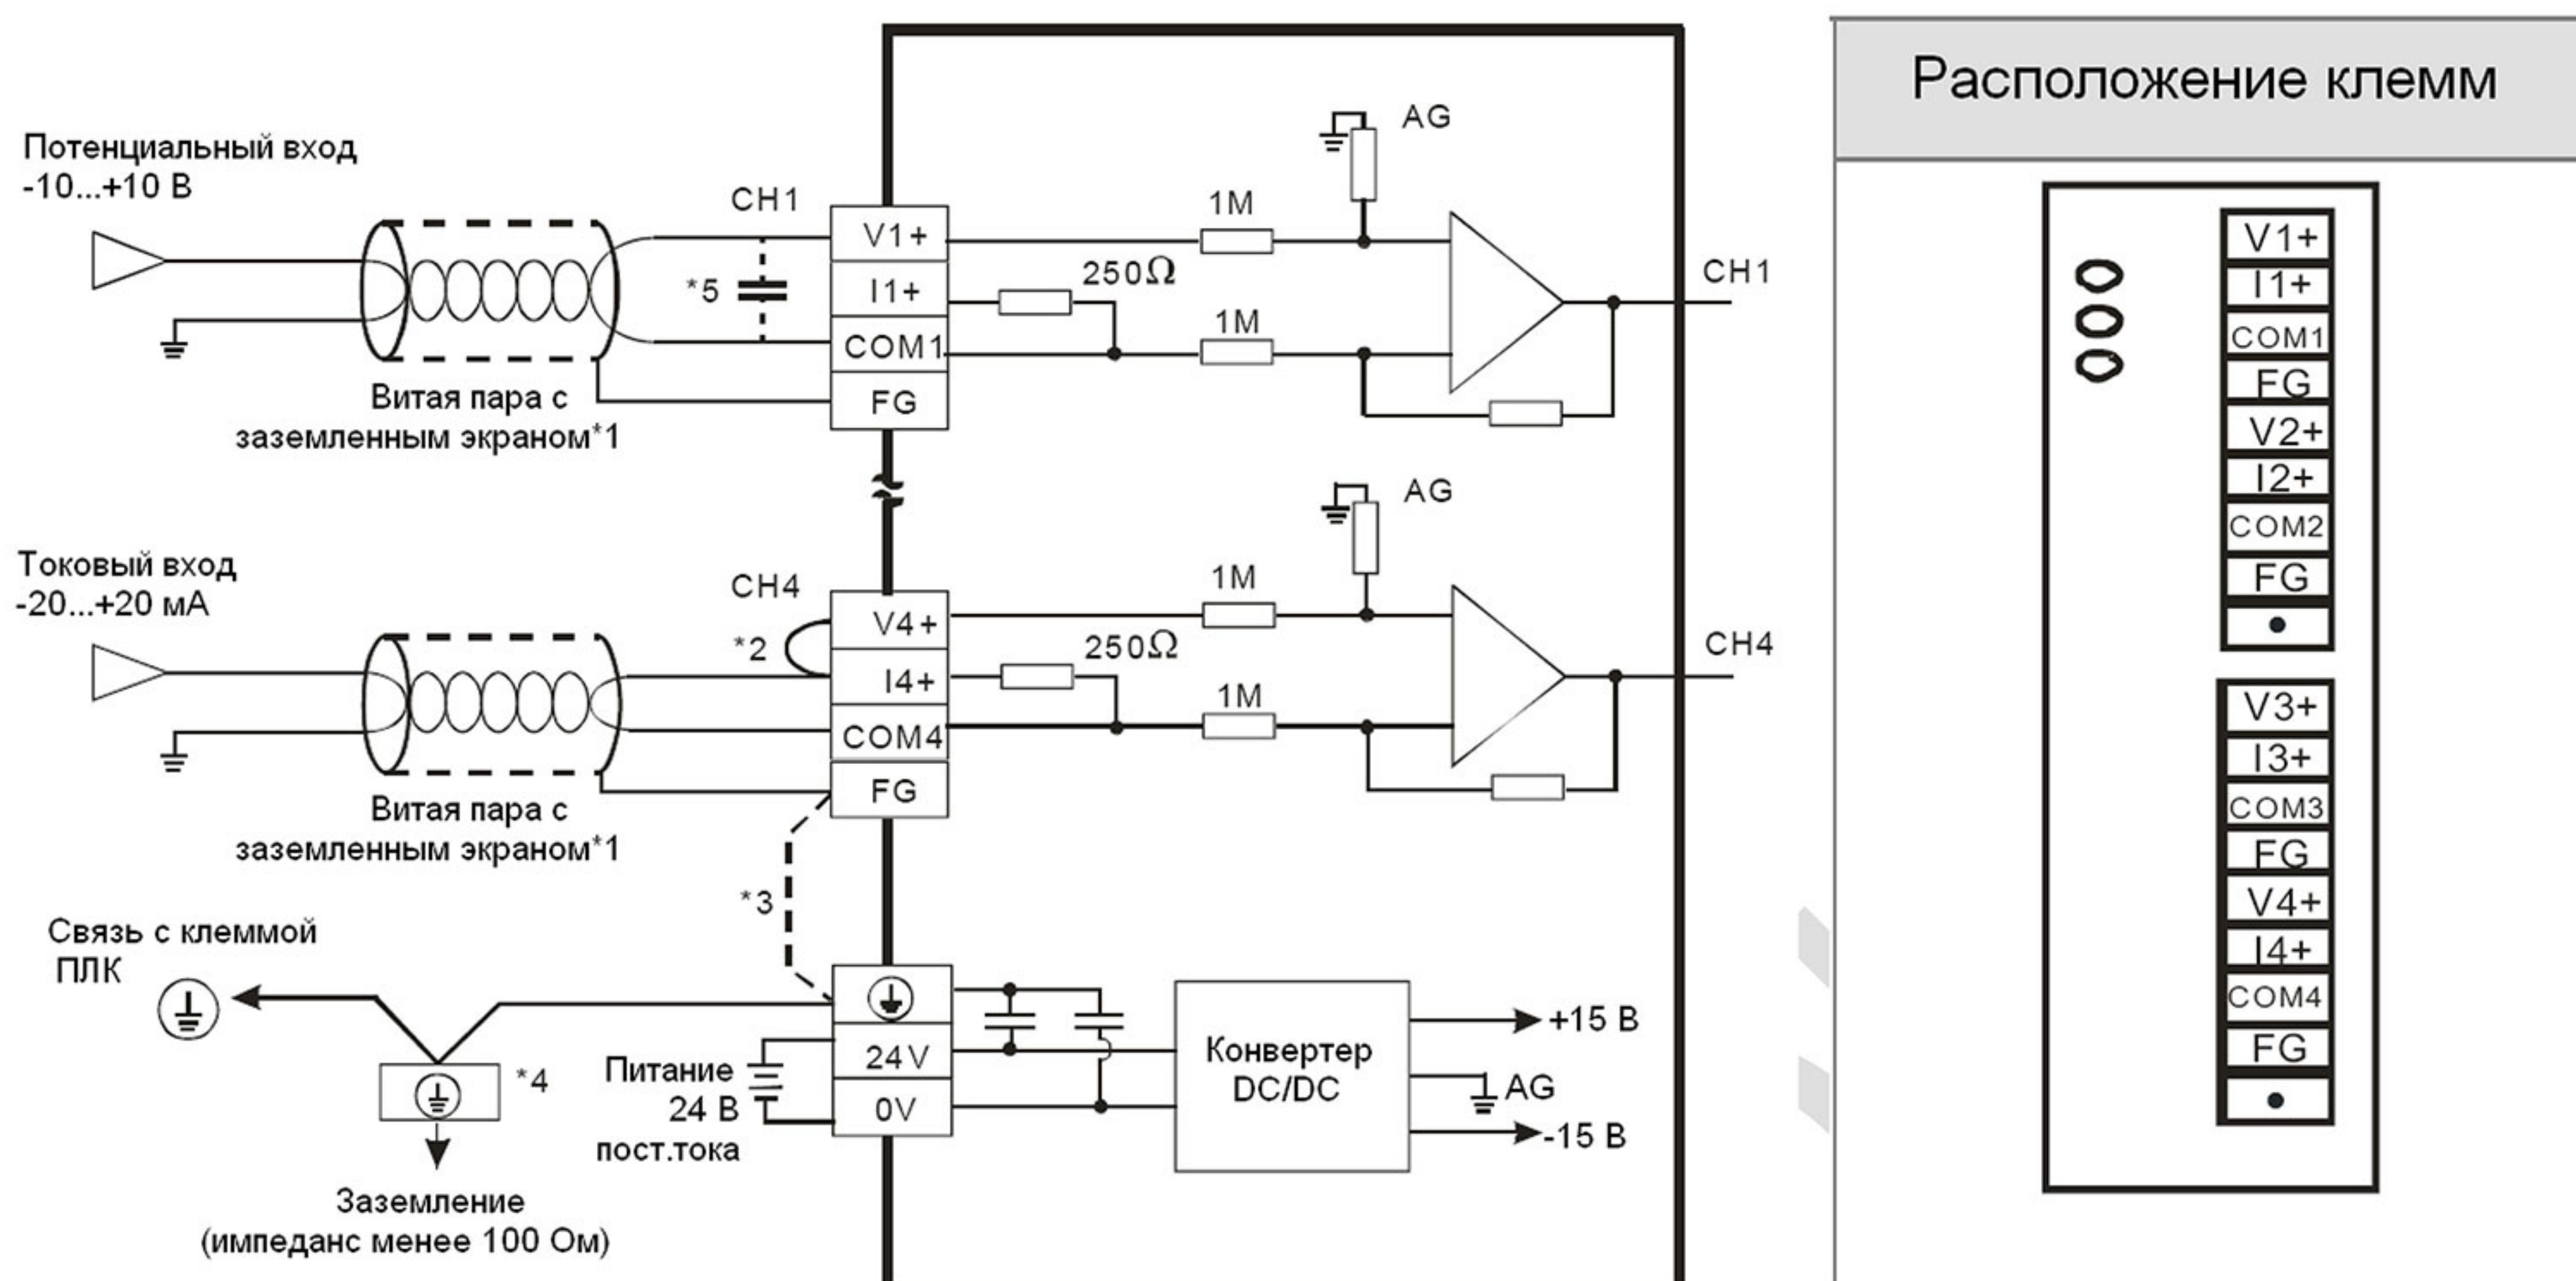 Потенциальный вход
-10...+10 В
CH1
*5
V1+
I1+
COM1
FG
Витая пара с
заземленным экраном*1
1M
250Ω
1M
AG
CH1
Токовый вход
-20...+20 мА
CH4
*2
V4+
I4+
COM4
FG
Витая пара с
заземленным экраном*1
1M
250Ω
1M
AG
CH4
*3
Связь с клеммой
ПЛК
*4
Заземление
(импеданс менее 100 Ом)
Питание
24 В
пост.тока
24V
0V
Конвертер
DC/DC
+15 В
AG
-15 В
Расположение клемм
V1+
I1+
COM1
FG
V2+
I2+
COM2
FG
V3+
I3+
COM3
FG
V4+
I4+
COM4
FG